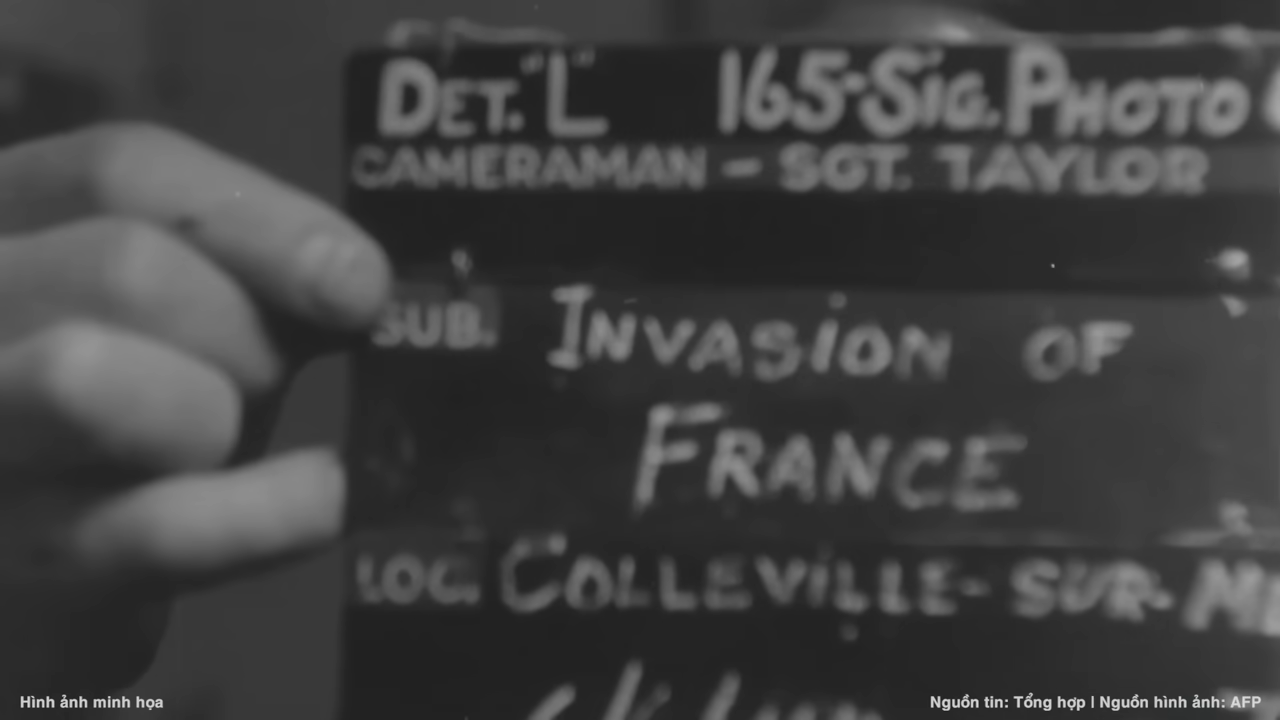 DET. "L" 165-SIG. PHOTO
CAMERAMAN - SGT. TAYLOR
SUB. INVASION OF
FRANCE
LOC. COLLEVILLE-SUR-ME
Hình ảnh minh họa
Nguồn tin: Tổng hợp | Nguồn hình ảnh: AFP